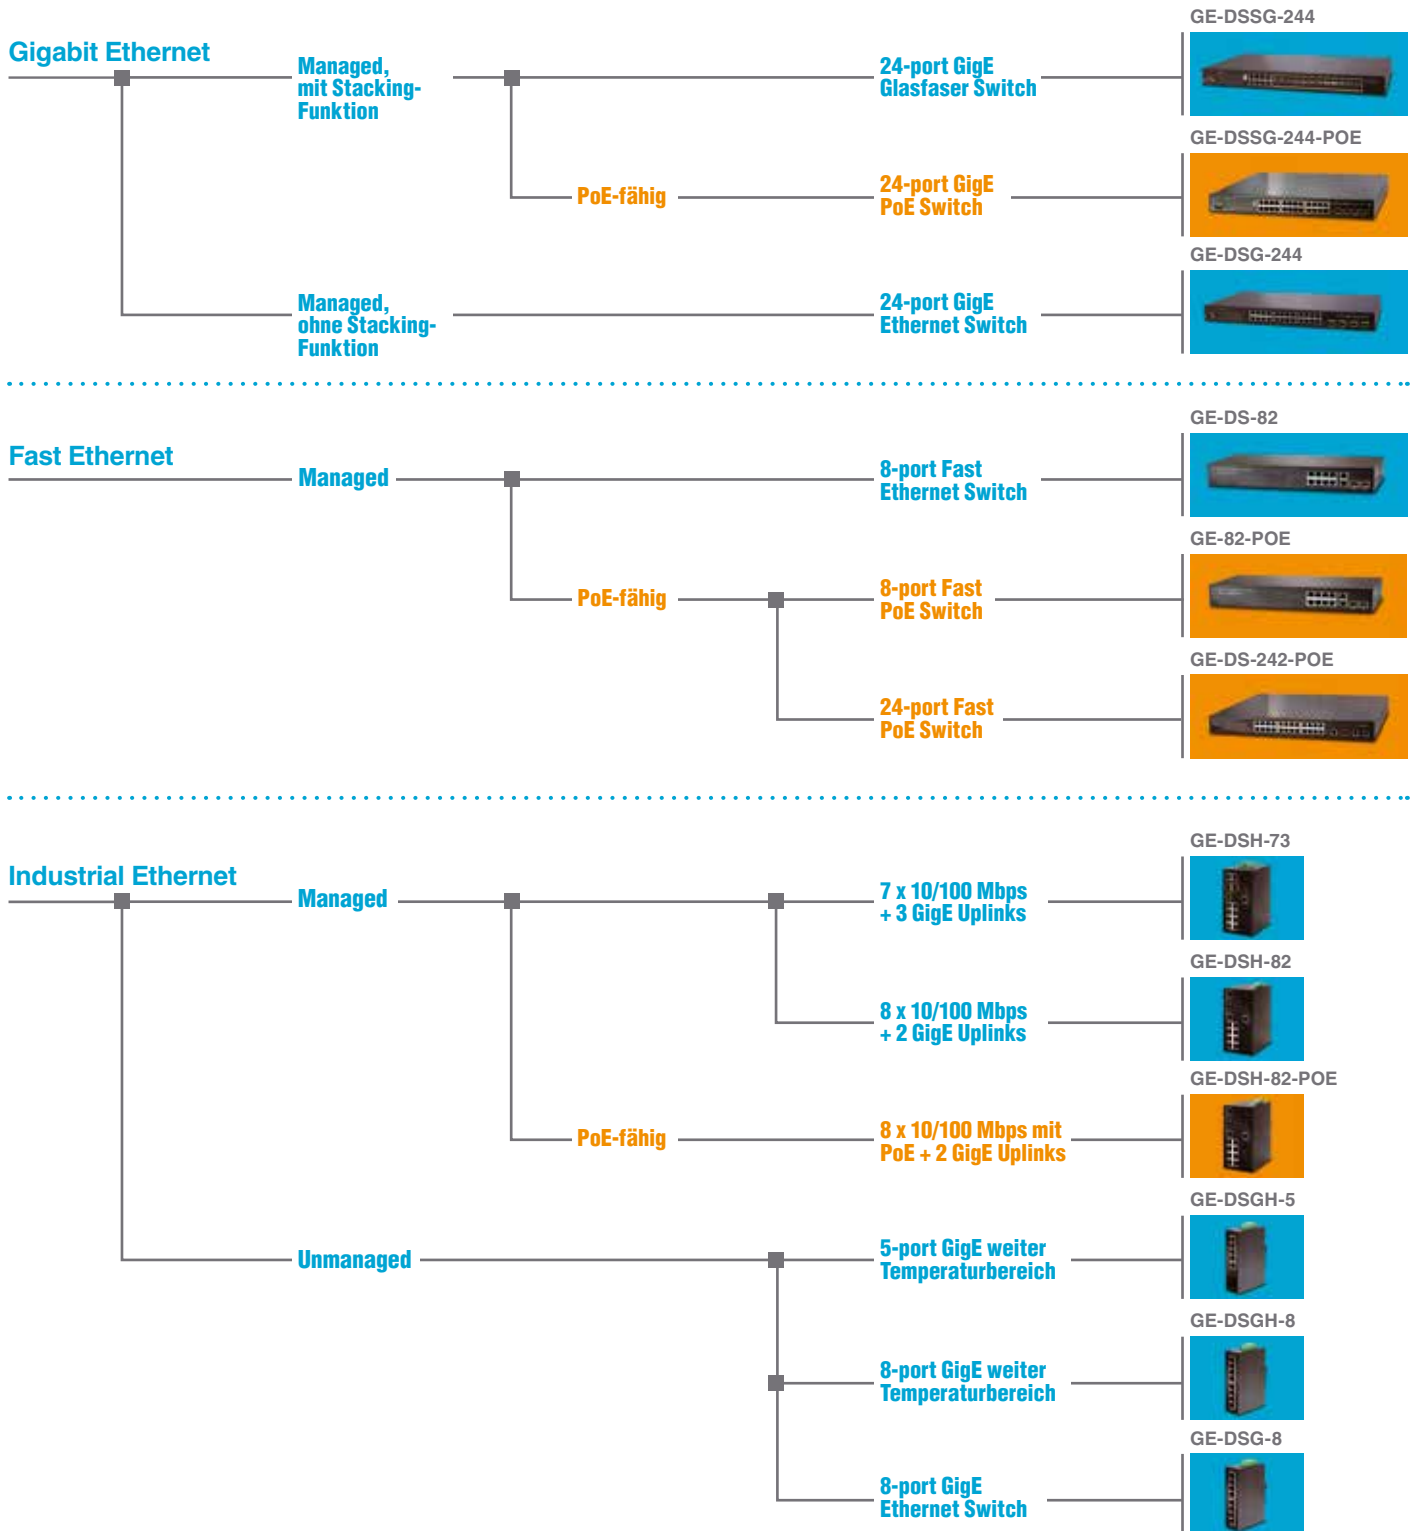 GE-DSSG-244
Gigabit Ethernet
Managed,
mit Stacking-
Funktion
24-port GigE
Glasfaser Switch
GE-DSSG-244-POE
PoE-fähig
24-port GigE
PoE Switch
GE-DSG-244
Managed,
ohne Stacking-
Funktion
24-port GigE
Ethernet Switch
GE-DS-82
Fast Ethernet
Managed
8-port Fast
Ethernet Switch
GE-82-POE
PoE-fähig
8-port Fast
PoE Switch
GE-DS-242-POE
24-port Fast
PoE Switch
GE-DSH-73
Industrial Ethernet
Managed
7 x 10/100 Mbps
+ 3 GigE Uplinks
GE-DSH-82
8 x 10/100 Mbps
+ 2 GigE Uplinks
GE-DSH-82-POE
PoE-fähig
8 x 10/100 Mbps mit
PoE + 2 GigE Uplinks
GE-DSGH-5
Unmanaged
5-port GigE weiter
Temperaturbereich
GE-DSGH-8
8-port GigE weiter
Temperaturbereich
GE-DSG-8
8-port GigE
Ethernet Switch